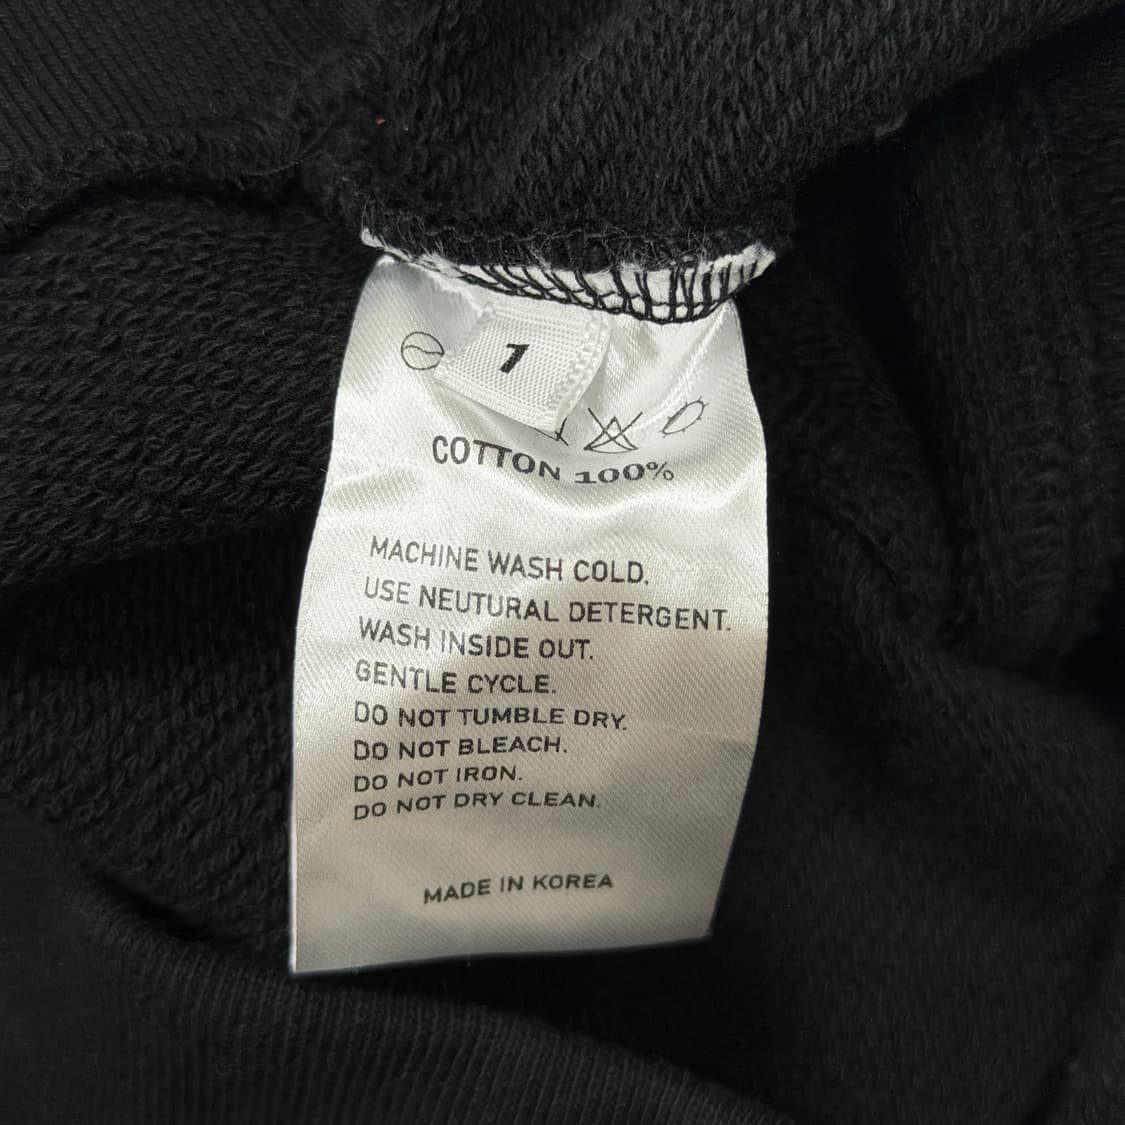 1
COTTON 100%
MACHINE WASH COLD.
USE NEUTURAL DETERGENT.
WASH INSIDE OUT.
GENTLE CYCLE.
DO NOT TUMBLE DRY.
DO NOT BLEACH.
DO NOT IRON.
DO NOT DRY CLEAN.
MADE IN KOREA